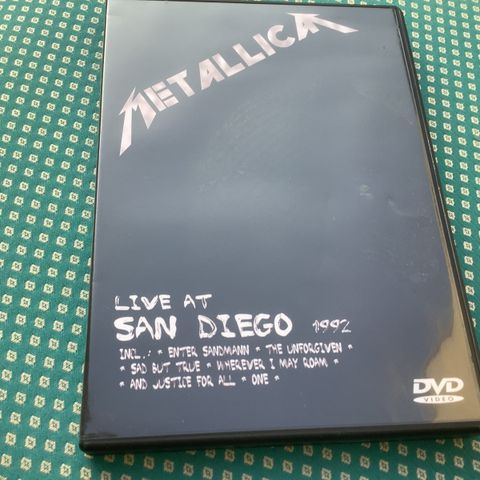 METALLICA
LIVE AT
SAN DIEGO 1992
INCL.: * ENTER SANDMANN * THE UNFORGIVEN *
* SAD BUT TRUE * WHEREVER I MAY ROAM *
* AND JUSTICE FOR ALL * ONE *
DVD
VIDEO